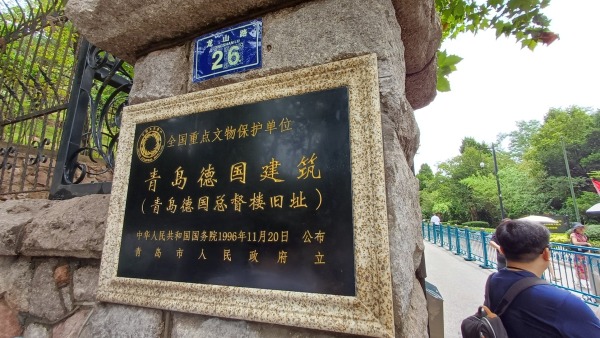 龙山路
26
全国重点文物保护单位
青岛德国建筑
（青岛德国总督楼旧址）
中华人民共和国国务院1996年11月20日 公布
青岛市人民政府立